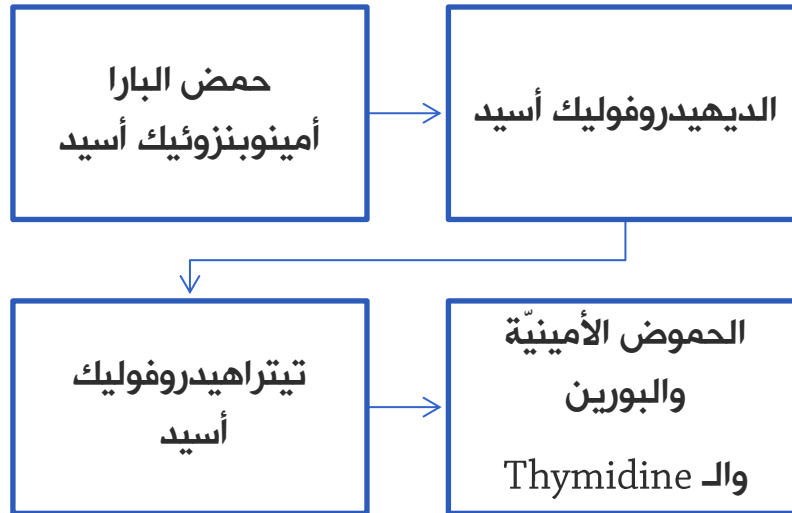 حمض البارا
أمينوبنزوئيك أسيد
الديهيدروفوليك أسيد
تيتراهيدروفوليك
أسيد
الحموض الأمينيّة
والبورين
والـ Thymidine